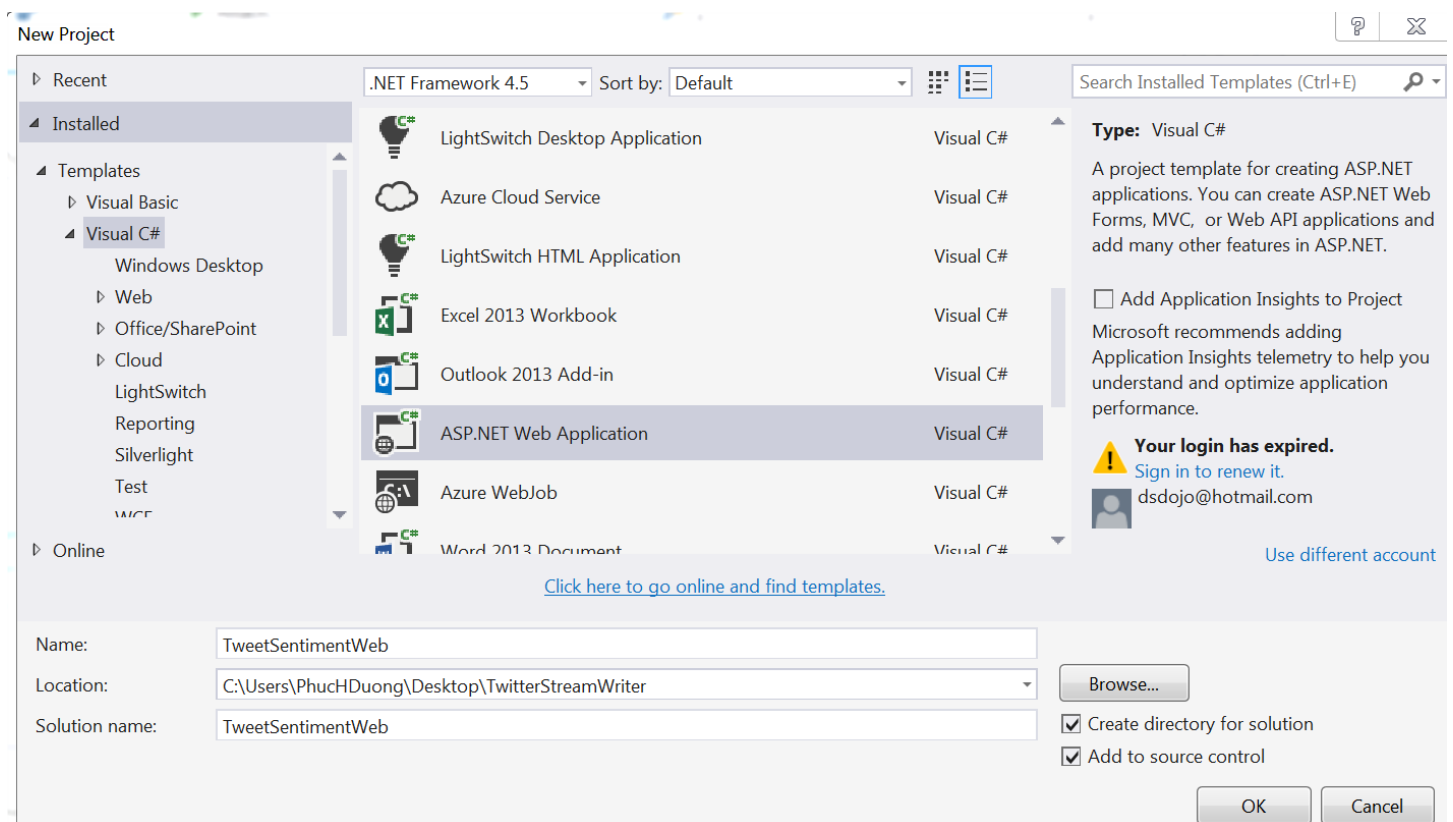 New Project
Recent
Installed
Templates
Visual Basic
Visual C#
Windows Desktop
Web
Office/SharePoint
Cloud
LightSwitch
Reporting
Silverlight
Test
WCF
Online
.NET Framework 4.5 Sort by: Default
C# LightSwitch Desktop Application Visual C#
Azure Cloud Service Visual C#
C# LightSwitch HTML Application Visual C#
C# Excel 2013 Workbook Visual C#
C# Outlook 2013 Add-in Visual C#
C# ASP.NET Web Application Visual C#
Azure WebJob Visual C#
C# Word 2013 Document Visual C#
Click here to go online and find templates.
Search Installed Templates (Ctrl+E)
Type: Visual C#
A project template for creating ASP.NET
applications. You can create ASP.NET Web
Forms, MVC, or Web API applications and
add many other features in ASP.NET.
Add Application Insights to Project
Microsoft recommends adding
Application Insights telemetry to help you
understand and optimize application
performance.
Your login has expired.
Sign in to renew it.
dsdojo@hotmail.com
Use different account
Name: TweetSentimentWeb
Location: C:\Users\PhucHDuong\Desktop\TwitterStreamWriter Browse...
Solution name: TweetSentimentWeb
Create directory for solution
Add to source control
OK Cancel